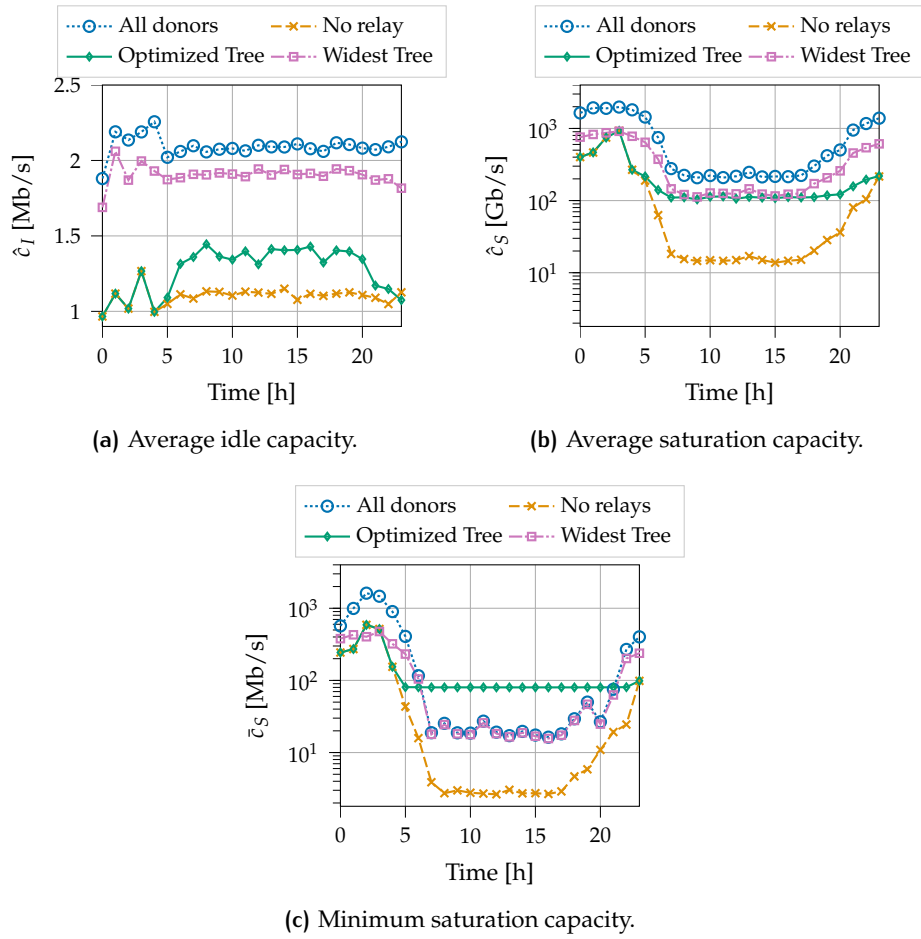 All donors No relay
Optimized Tree Widest Tree
2.5
2
1.5
1
ĉ_I [Mb/s]
0 5 10 15 20
Time [h]
(a) Average idle capacity.
All donors No relays
Optimized Tree Widest Tree
10^3
10^2
10^1
ĉ_S [Gb/s]
0 5 10 15 20
Time [h]
(b) Average saturation capacity.
All donors No relays
Optimized Tree Widest Tree
10^3
10^2
10^1
c̄_S [Mb/s]
0 5 10 15 20
Time [h]
(c) Minimum saturation capacity.